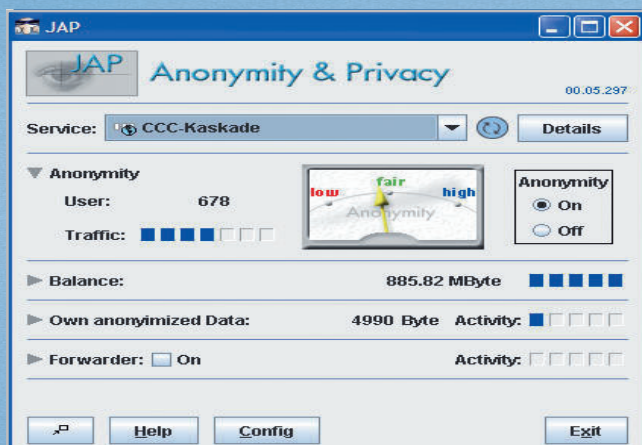 JAP
JAP Anonymity & Privacy
00.05.297
Service: CCC-Kaskade Details
Anonymity
User: 678
Traffic:
low fair high
Anonymity
Anonymity
On
Off
Balance: 885.82 MByte
Own anonyimized Data: 4990 Byte Activity:
Forwarder: On Activity:
Help Config Exit